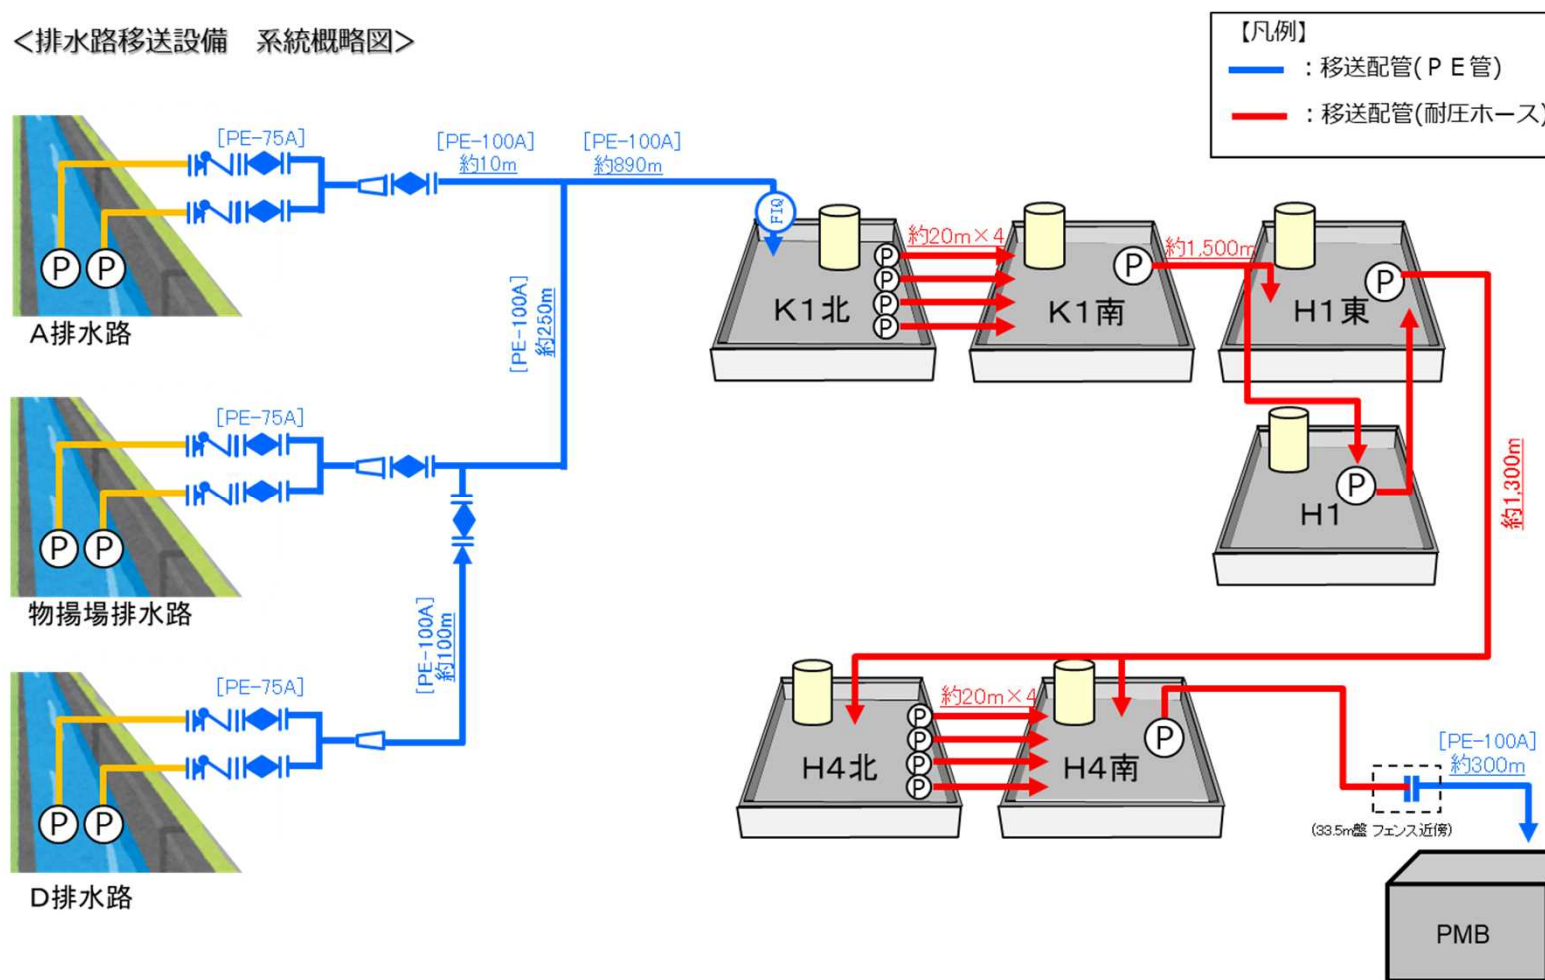 ＜排水路移送設備　系統概略図＞
【凡例】
：移送配管(ＰＥ管)
：移送配管(耐圧ホース)
[PE-75A]
[PE-100A]
約10m
[PE-100A]
約890m
FIQ
P P
A排水路
[PE-100A]
約250m
K1北
P
P
P
P
約20m×4
K1南
P
約1,500m
H1東
P
H1
P
約1,300m
[PE-75A]
P P
物揚場排水路
[PE-100A]
約100m
[PE-75A]
P P
D排水路
H4北
P
P
P
P
約20m×4
H4南
P
[PE-100A]
約300m
(33.5m盤 フェンス近傍)
PMB